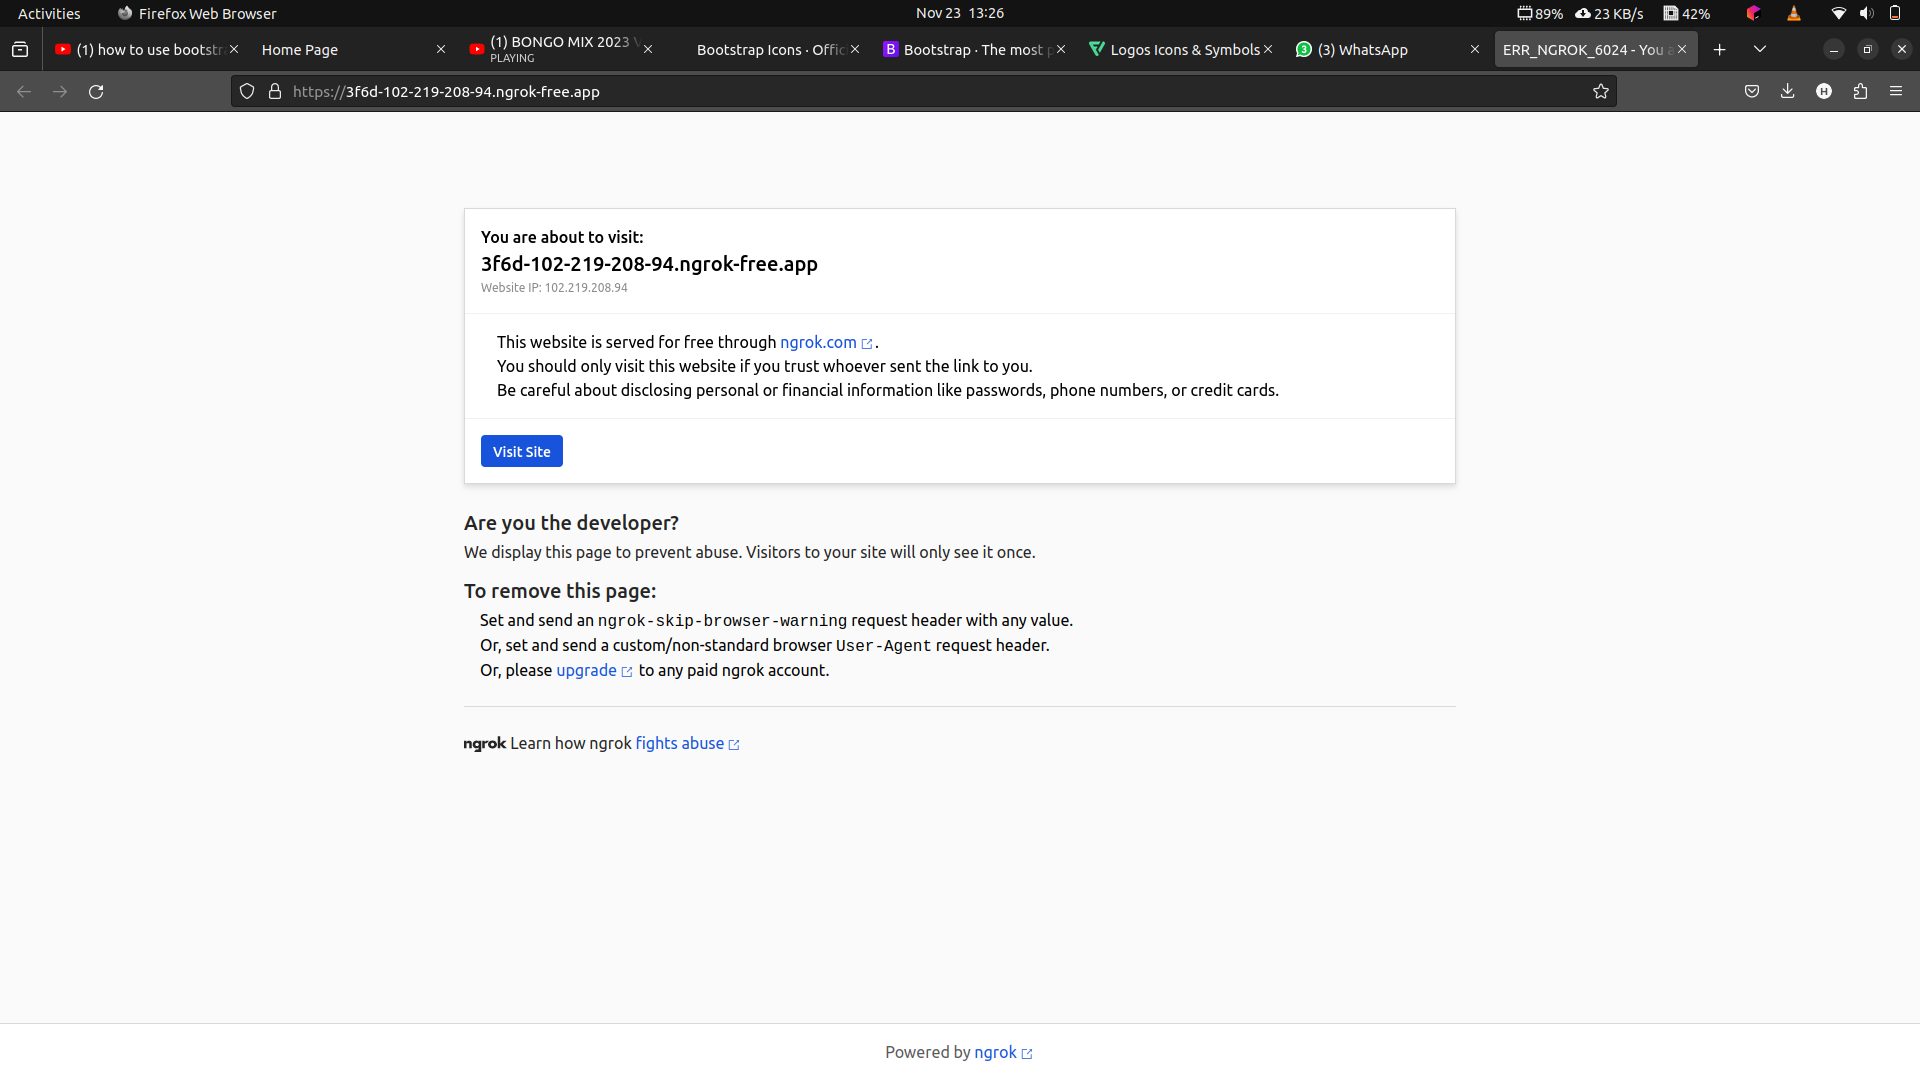 Activities
Firefox Web Browser
Nov 23 13:26
89%
23 KB/s
42%
(1) how to use bootstr
Home Page
(1) BONGO MIX 2023 V
PLAYING
Bootstrap Icons · Offic
B Bootstrap · The most p
Logos Icons & Symbols
3 (3) WhatsApp
ERR_NGROK_6024 - You a
https://3f6d-102-219-208-94.ngrok-free.app
H
You are about to visit:
3f6d-102-219-208-94.ngrok-free.app
Website IP: 102.219.208.94
This website is served for free through ngrok.com.
You should only visit this website if you trust whoever sent the link to you.
Be careful about disclosing personal or financial information like passwords, phone numbers, or credit cards.
Visit Site
Are you the developer?
We display this page to prevent abuse. Visitors to your site will only see it once.
To remove this page:
Set and send an ngrok-skip-browser-warning request header with any value.
Or, set and send a custom/non-standard browser User-Agent request header.
Or, please upgrade to any paid ngrok account.
ngrok Learn how ngrok fights abuse
Powered by ngrok